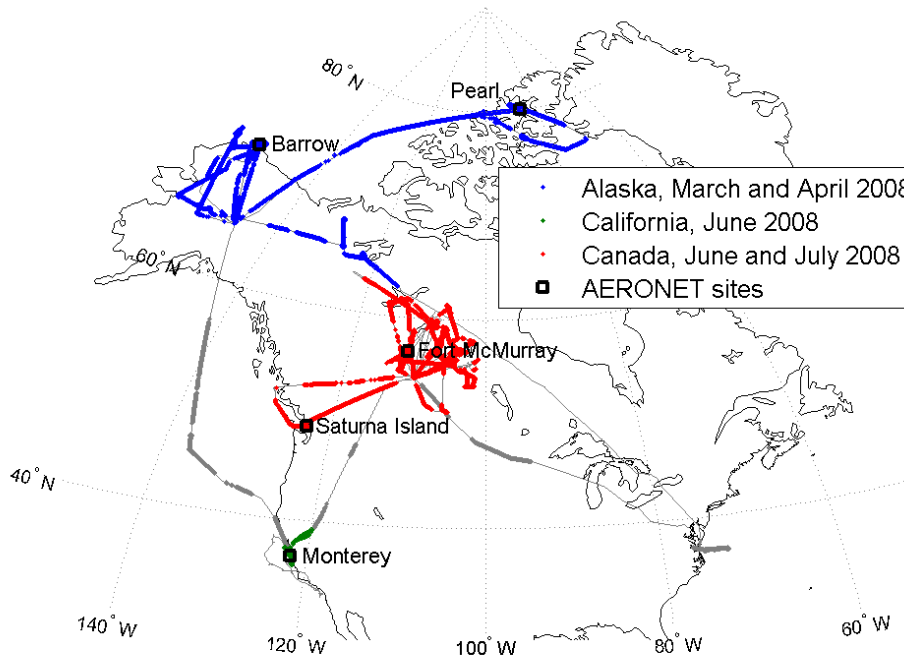 80° N
Pearl
Barrow
Alaska, March and April 2008
California, June 2008
Canada, June and July 2008
AERONET sites
60° N
Fort McMurray
Saturna Island
40° N
Monterey
140° W
120° W
100° W
80° W
60° W